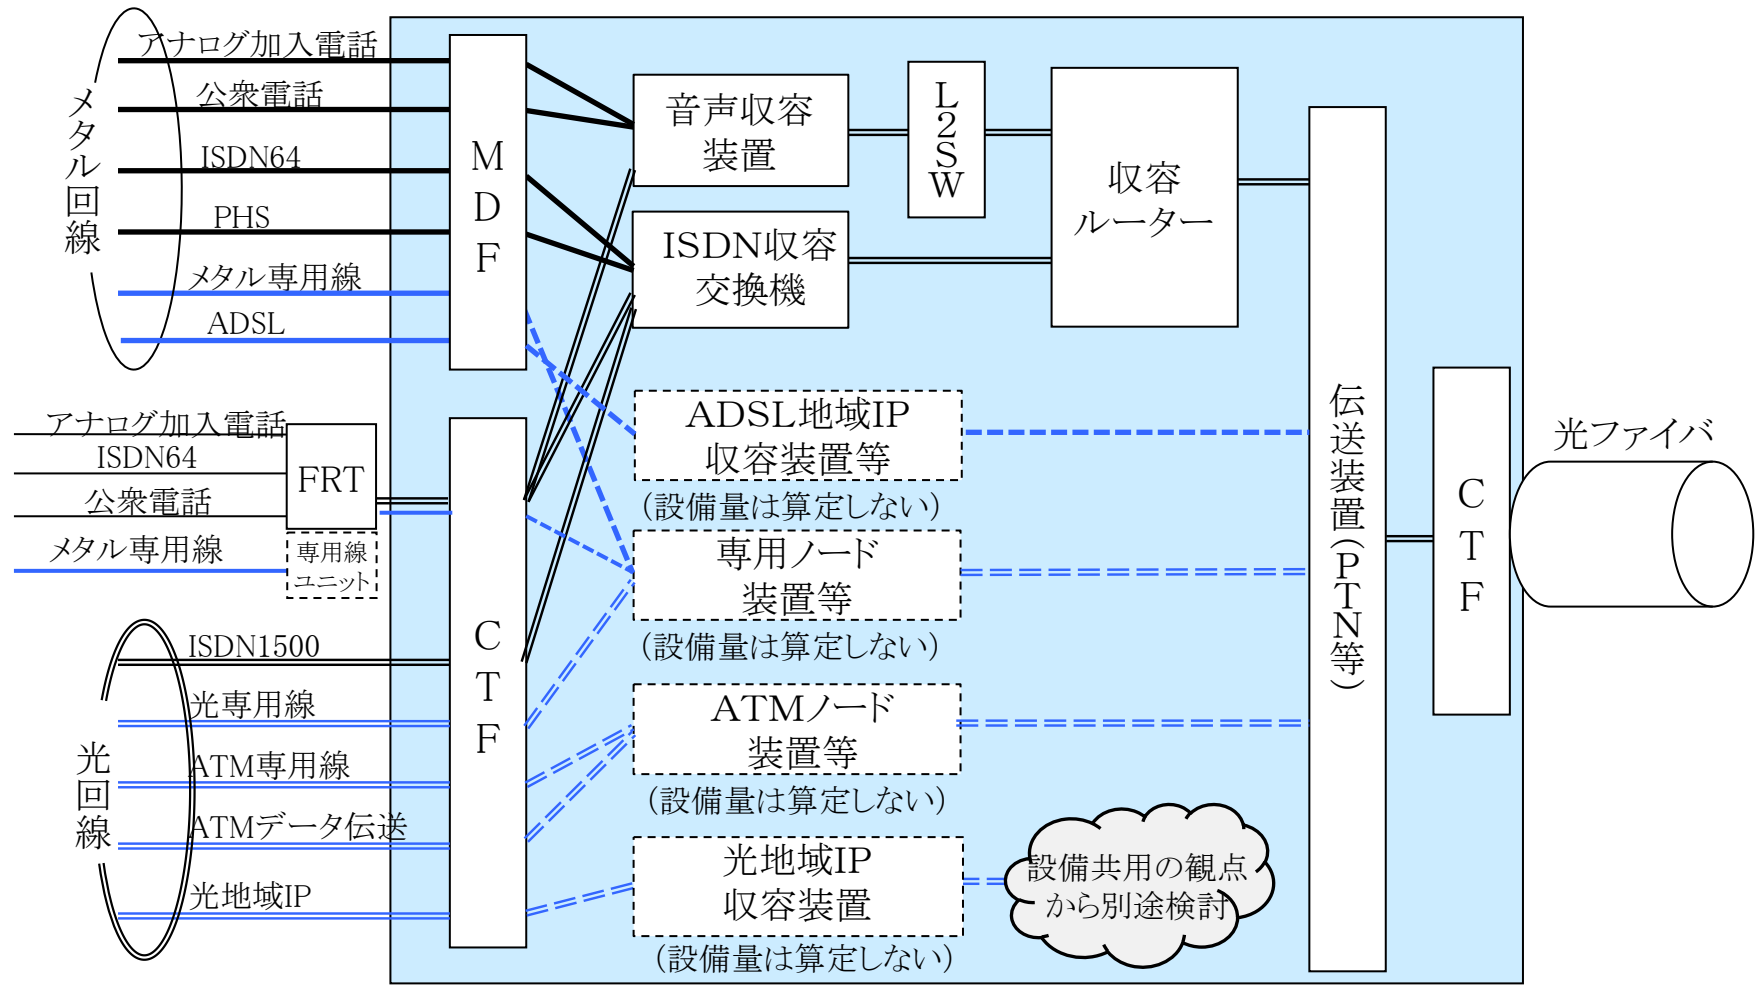 メタル回線
アナログ加入電話
公衆電話
ISDN64
PHS
メタル専用線
ADSL
アナログ加入電話
ISDN64
公衆電話
メタル専用線
FRT
専用線
ユニット
光回線
ISDN1500
光専用線
ATM専用線
ATMデータ伝送
光地域IP
MDF
CTF
音声収容
装置
ISDN収容
交換機
L2SW
収容
ルーター
ADSL地域IP
収容装置等
（設備量は算定しない）
専用ノード
装置等
（設備量は算定しない）
ATMノード
装置等
（設備量は算定しない）
光地域IP
収容装置
（設備量は算定しない）
設備共用の観点
から別途検討
伝送装置（PTN等）
CTF
光ファイバ